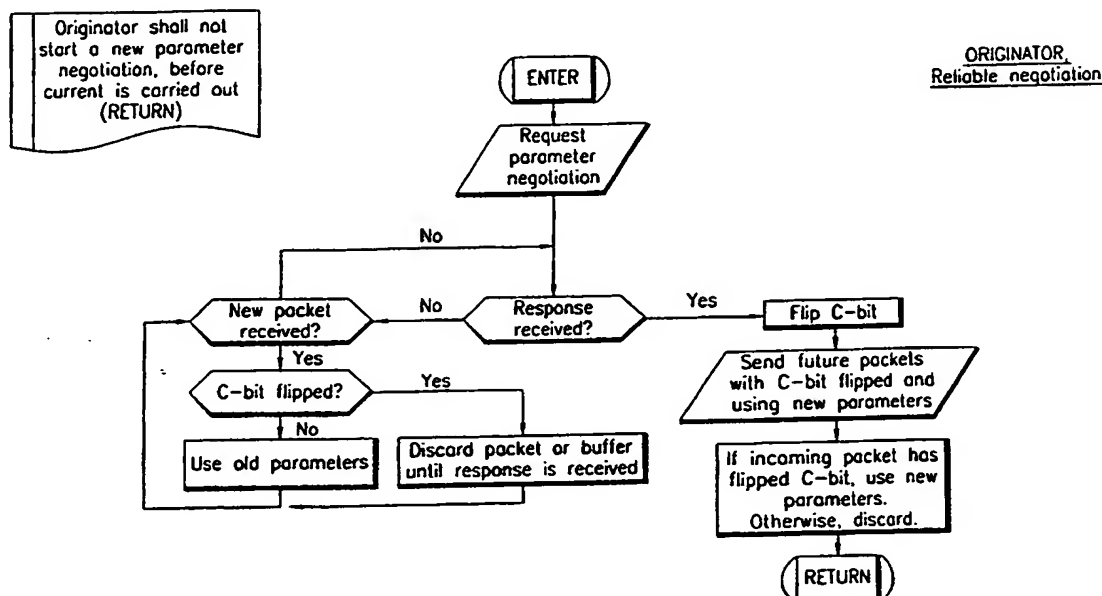 Originator shall not
start a new parameter
negotiation, before
current is carried out
(RETURN)
ORIGINATOR,
Reliable negotiation
ENTER
Request
parameter
negotiation
No
New packet
received?
No
Response
received?
Yes
Flip C-bit
Yes
Send future packets
with C-bit flipped and
using new parameters
C-bit flipped?
Yes
No
Use old parameters
Discard packet or buffer
until response is received
If incoming packet has
flipped C-bit, use new
parameters.
Otherwise, discard.
RETURN